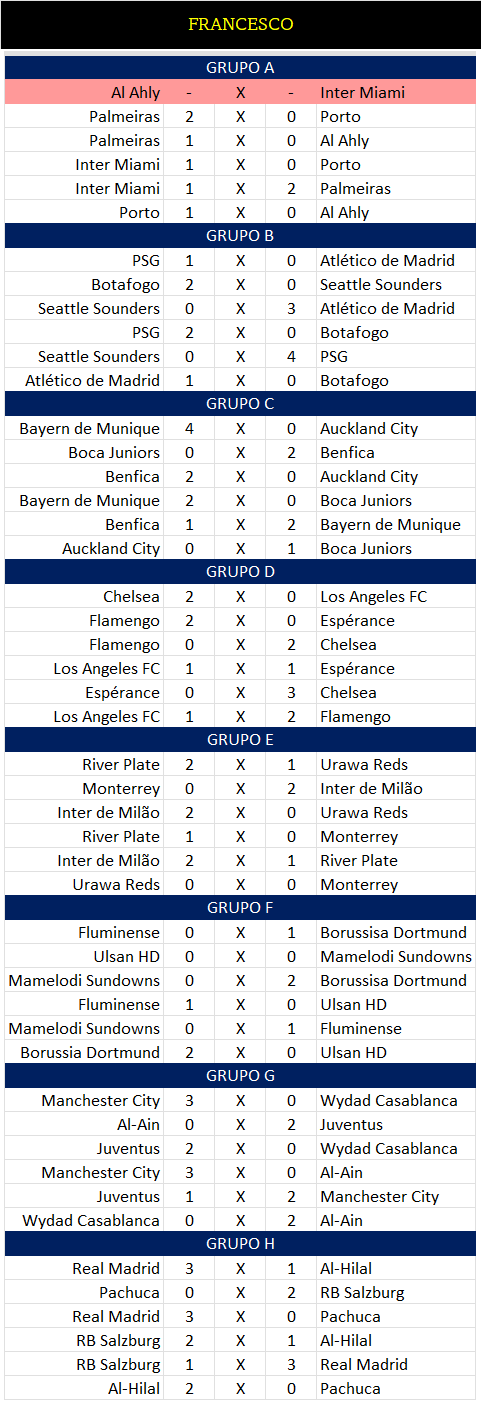 FRANCESCO
GRUPO A
Al Ahly - X - Inter Miami
Palmeiras 2 X 0 Porto
Palmeiras 1 X 0 Al Ahly
Inter Miami 1 X 0 Porto
Inter Miami 1 X 2 Palmeiras
Porto 1 X 0 Al Ahly
GRUPO B
PSG 1 X 0 Atlético de Madrid
Botafogo 2 X 0 Seattle Sounders
Seattle Sounders 0 X 3 Atlético de Madrid
PSG 2 X 0 Botafogo
Seattle Sounders 0 X 4 PSG
Atlético de Madrid 1 X 0 Botafogo
GRUPO C
Bayern de Munique 4 X 0 Auckland City
Boca Juniors 0 X 2 Benfica
Benfica 2 X 0 Auckland City
Bayern de Munique 2 X 0 Boca Juniors
Benfica 1 X 2 Bayern de Munique
Auckland City 0 X 1 Boca Juniors
GRUPO D
Chelsea 2 X 0 Los Angeles FC
Flamengo 2 X 0 Espérance
Flamengo 0 X 2 Chelsea
Los Angeles FC 1 X 1 Espérance
Espérance 0 X 3 Chelsea
Los Angeles FC 1 X 2 Flamengo
GRUPO E
River Plate 2 X 1 Urawa Reds
Monterrey 0 X 2 Inter de Milão
Inter de Milão 2 X 0 Urawa Reds
River Plate 1 X 0 Monterrey
Inter de Milão 2 X 1 River Plate
Urawa Reds 0 X 0 Monterrey
GRUPO F
Fluminense 0 X 1 Borussisa Dortmund
Ulsan HD 0 X 0 Mamelodi Sundowns
Mamelodi Sundowns 0 X 2 Borussisa Dortmund
Fluminense 1 X 0 Ulsan HD
Mamelodi Sundowns 0 X 1 Fluminense
Borussia Dortmund 2 X 0 Ulsan HD
GRUPO G
Manchester City 3 X 0 Wydad Casablanca
Al-Ain 0 X 2 Juventus
Juventus 2 X 0 Wydad Casablanca
Manchester City 3 X 0 Al-Ain
Juventus 1 X 2 Manchester City
Wydad Casablanca 0 X 2 Al-Ain
GRUPO H
Real Madrid 3 X 1 Al-Hilal
Pachuca 0 X 2 RB Salzburg
Real Madrid 3 X 0 Pachuca
RB Salzburg 2 X 1 Al-Hilal
RB Salzburg 1 X 3 Real Madrid
Al-Hilal 2 X 0 Pachuca